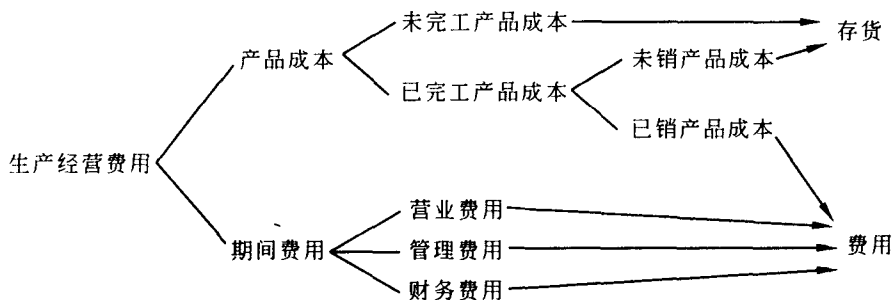 未完工产品成本
存货
产品成本
未销产品成本
已完工产品成本
已销产品成本
生产经营费用
营业费用
期间费用
管理费用
费用
财务费用